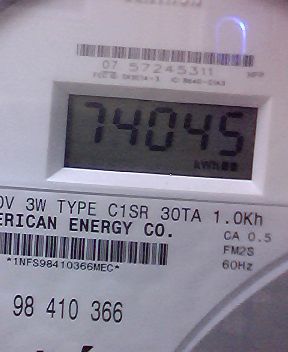 07 57245311
74045
kWh
0V 3W TYPE C1SR 30TA 1.0Kh
ERICAN ENERGY CO.
CA 0.5
FM2S
*1NFS98410366MEC*
60Hz
98 410 366